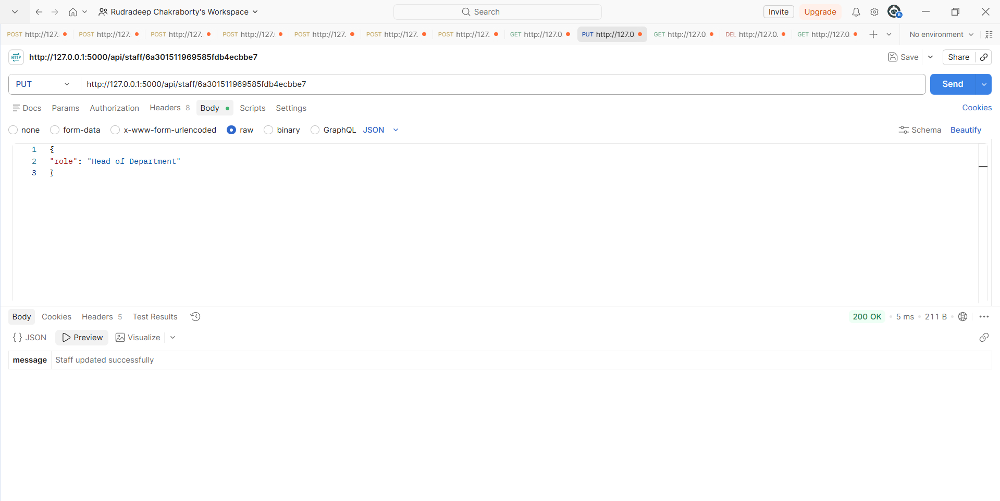 Rudradeep Chakraborty's Workspace
Search
Invite
Upgrade
POST http://127.
POST http://127.
POST http://127.
POST http://127.
POST http://127.
POST http://127.
POST http://127.
GET http://127.0
PUT http://127.0
GET http://127.0
DEL http://127.0.
GET http://127.0
No environment
HTTP
http://127.0.0.1:5000/api/staff/6a301511969585fdb4ecbbe7
Save
Share
PUT
http://127.0.0.1:5000/api/staff/6a301511969585fdb4ecbbe7
Send
Docs
Params
Authorization
Headers 8
Body
Scripts
Settings
Cookies
none
form-data
x-www-form-urlencoded
raw
binary
GraphQL
JSON
Schema
Beautify
1 {
2 "role": "Head of Department"
3 }
Body
Cookies
Headers 5
Test Results
200 OK
5 ms
211 B
{} JSON
Preview
Visualize
message
Staff updated successfully